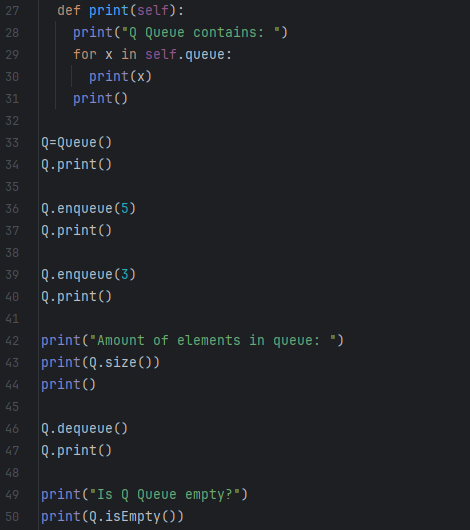 27 def print(self):
28 print("Q Queue contains: ")
29 for x in self.queue:
30 print(x)
31 print()
32
33 Q=Queue()
34 Q.print()
35
36 Q.enqueue(5)
37 Q.print()
38
39 Q.enqueue(3)
40 Q.print()
41
42 print("Amount of elements in queue: ")
43 print(Q.size())
44 print()
45
46 Q.dequeue()
47 Q.print()
48
49 print("Is Q Queue empty?")
50 print(Q.isEmpty())